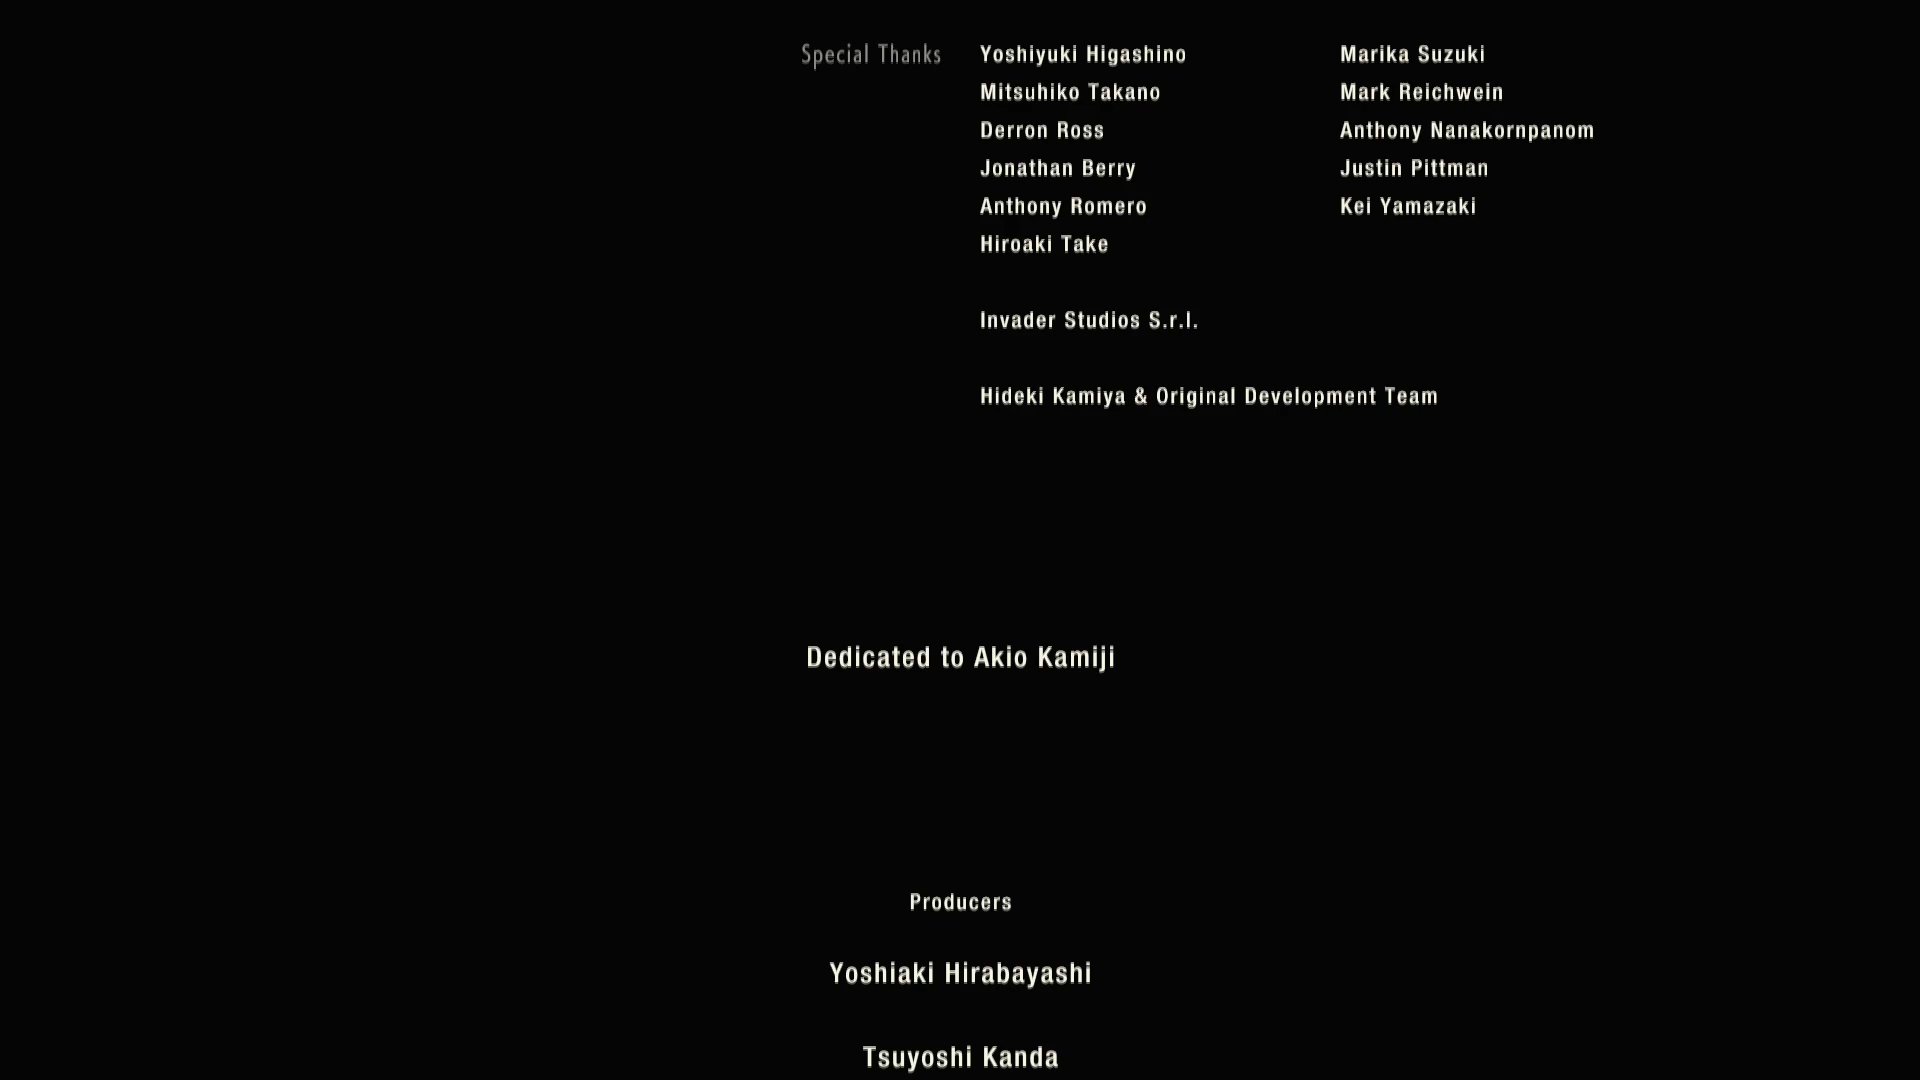 Special Thanks Yoshiyuki Higashino Marika Suzuki
Mitsuhiko Takano Mark Reichwein
Derron Ross Anthony Nanakornpanom
Jonathan Berry Justin Pittman
Anthony Romero Kei Yamazaki
Hiroaki Take
Invader Studios S.r.l.
Hideki Kamiya & Original Development Team
Dedicated to Akio Kamiji
Producers
Yoshiaki Hirabayashi
Tsuyoshi Kanda